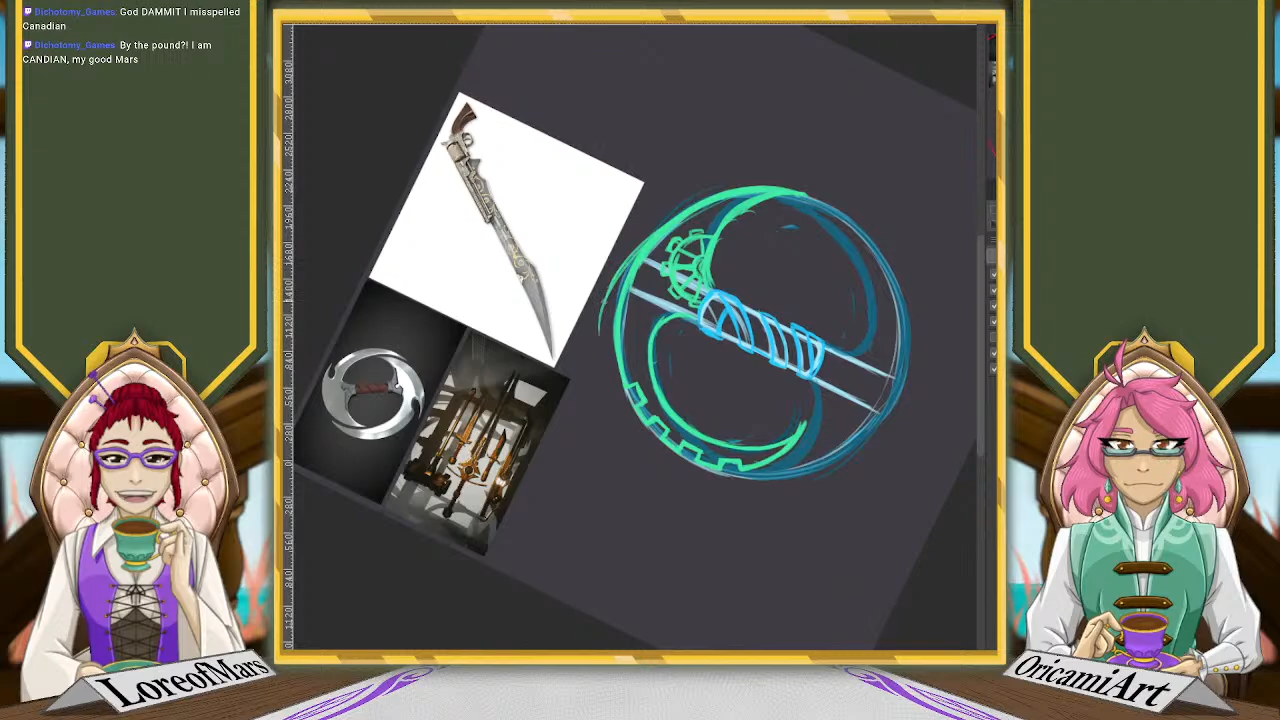 Dichotomy_Games: God DAMMIT I misspelled
Canadian
Dichotomy_Games: By the pound?! I am
CANDIAN, my good Mars
LoreofMars
OricamiArt